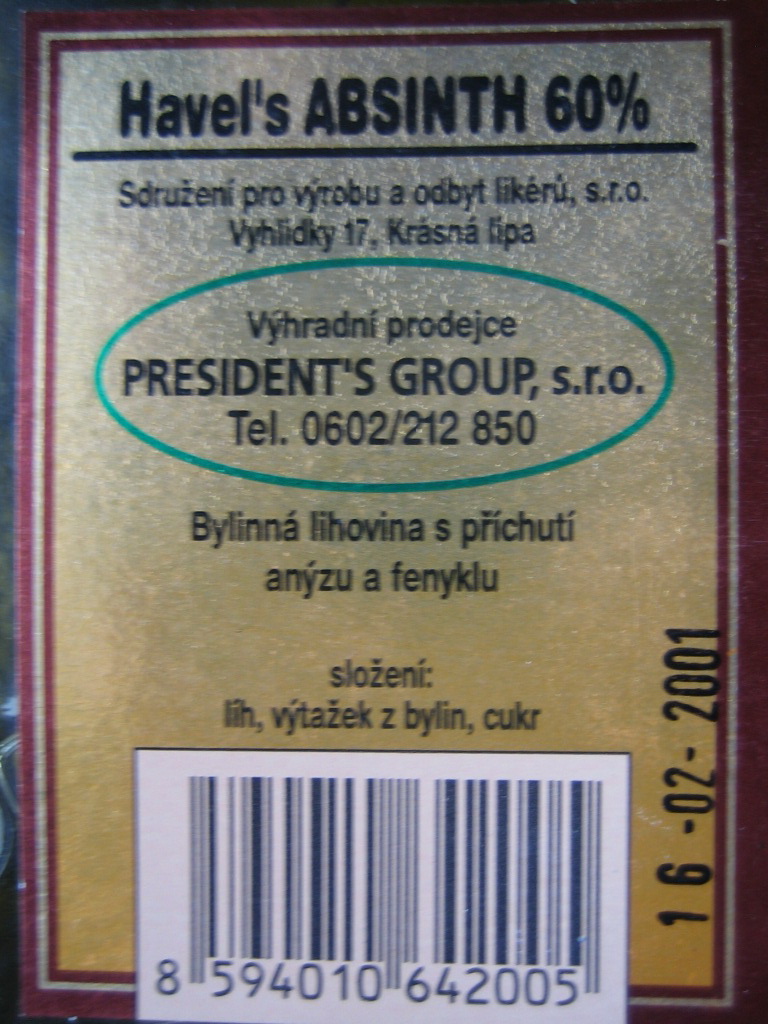 Havel's ABSINTH 60%
Sdružení pro výrobu a odbyt likérů, s.r.o.
Vyhlídky 17, Krásná lípa
Výhradní prodejce
PRESIDENT'S GROUP, s.r.o.
Tel. 0602/212 850
Bylinná lihovina s příchutí
anýzu a fenyklu
složení:
líh, výtažek z bylin, cukr
16-02-2001
8 594010 642005